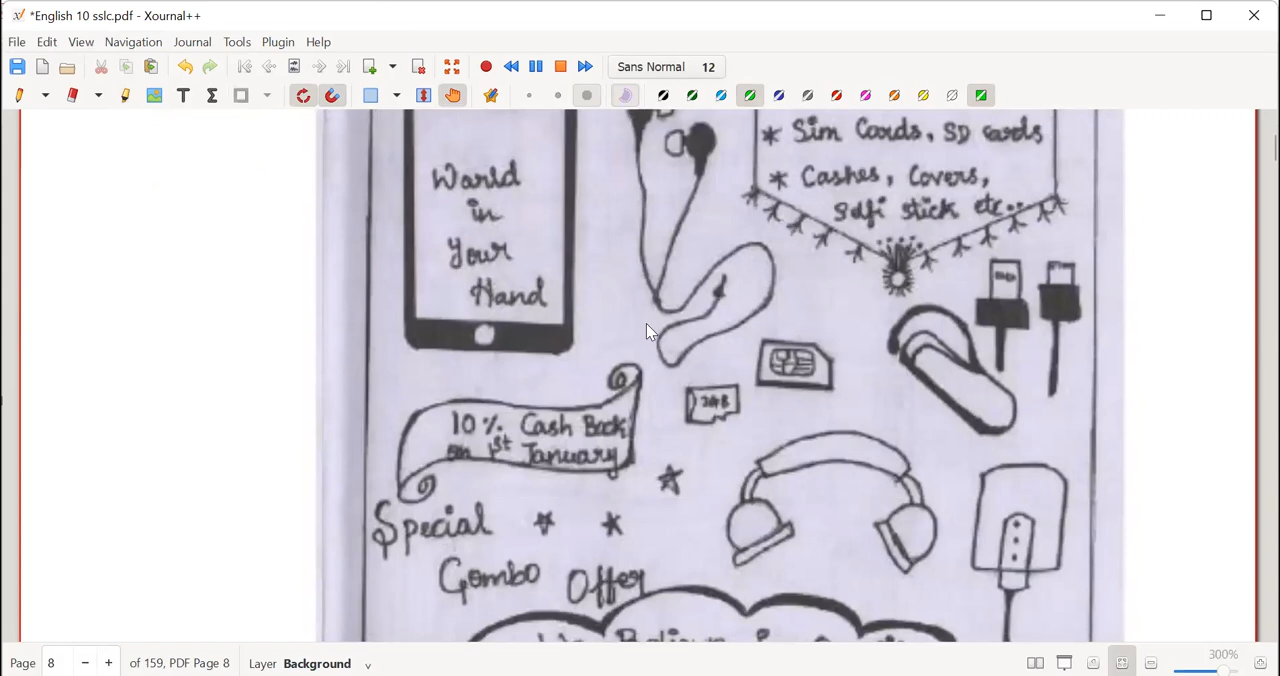 *English 10 sslc.pdf - Xournal++
File Edit View Navigation Journal Tools Plugin Help
Sans Normal 12
World
in
Your
Hand
* Sim Cards, SD cards
* Cashes, Covers,
Selfi stick etc..
10% Cash Back
on 1st January
Special
Combo Offer
Page 8 of 159, PDF Page 8 Layer Background 300%